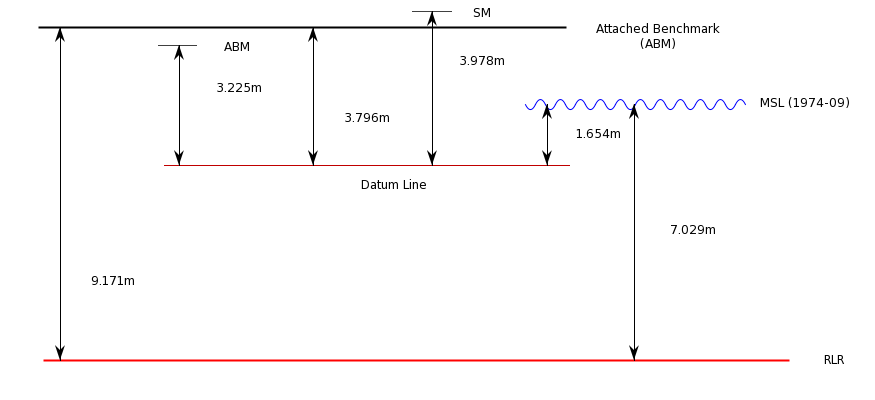 SM
Attached Benchmark
(ABM)
ABM
3.978m
3.225m
MSL (1974-09)
3.796m
1.654m
Datum Line
7.029m
9.171m
RLR